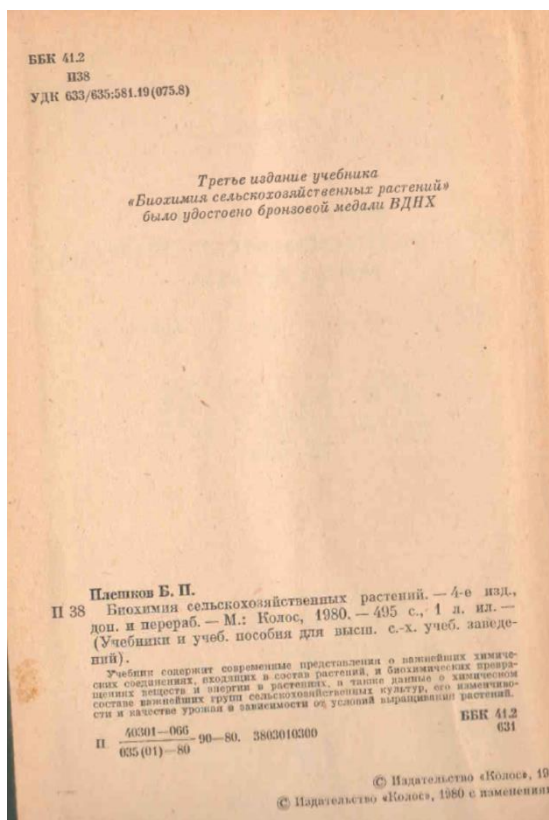 ББК 41.2
П38
УДК 633/635:581.19(075.8)
Третье издание учебника
«Биохимия сельскохозяйственных растений»
было удостоено бронзовой медали ВДНХ
Плешков Б. П.
П 38 Биохимия сельскохозяйственных растений. — 4-е изд.,
доп. и перераб. — М.: Колос, 1980. — 495 с., 1 л. ил. —
(Учебники и учеб. пособия для высш. с.-х. учеб. заведе-
ний).
Учебник содержит современные представления о важнейших химиче-
ских соединениях, входящих в состав растений, и биохимических превра-
щениях веществ и энергии в растениях, а также данные о химическом
составе важнейших групп сельскохозяйственных культур, его изменчиво-
сти и качестве урожая в зависимости от условий выращивания растений.
П 40301—066
035(01)—80 90—80. 3803010300
ББК 41.2
631
© Издательство «Колос», 19
© Издательство «Колос», 1980 с изменениям